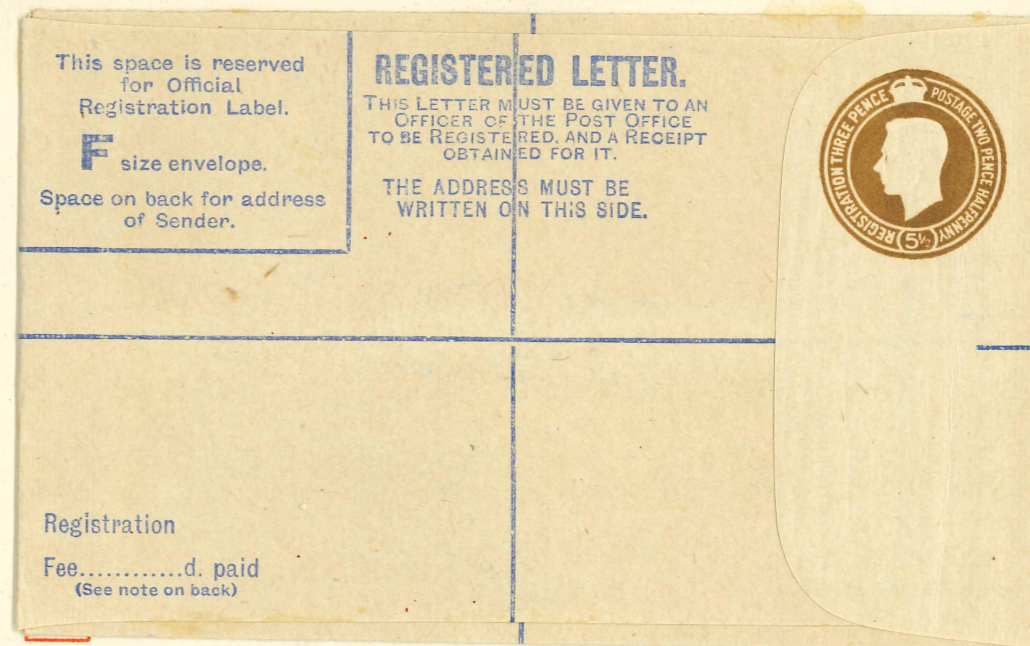 This space is reserved
for Official
Registration Label.
F size envelope.
Space on back for address
of Sender.
REGISTERED LETTER.
THIS LETTER MUST BE GIVEN TO AN
OFFICER OF THE POST OFFICE
TO BE REGISTERED, AND A RECEIPT
OBTAINED FOR IT.
THE ADDRESS MUST BE
WRITTEN ON THIS SIDE.
REGISTRATION THREE PENCE
POSTAGE TWO PENCE HALFPENNY
5½D
Registration
Fee............d. paid
(See note on back)